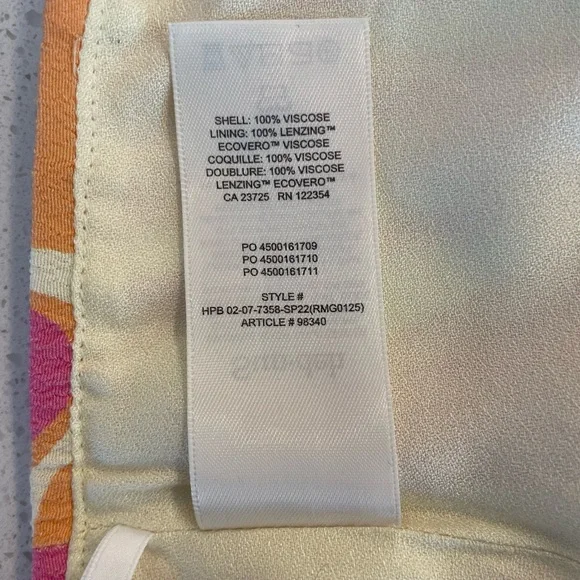 SHELL: 100% VISCOSE
LINING: 100% LENZING™
ECOVERO™ VISCOSE
COQUILLE: 100% VISCOSE
DOUBLURE: 100% VISCOSE
LENZING™ ECOVERO™
CA 23725 RN 122354
PO 4500161709
PO 4500161710
PO 4500161711
STYLE #
HPB 02-07-7358-SP22(RMG0125)
ARTICLE # 98340